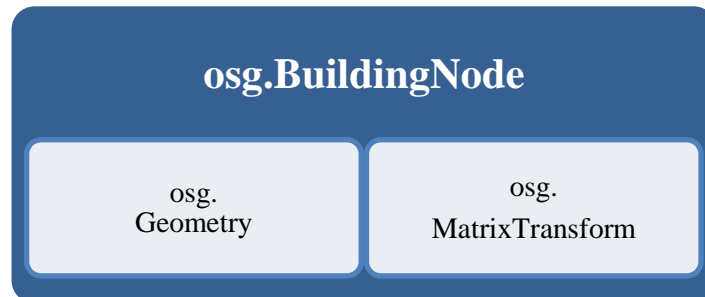 osg.BuildingNode
osg.
Geometry
osg.
MatrixTransform